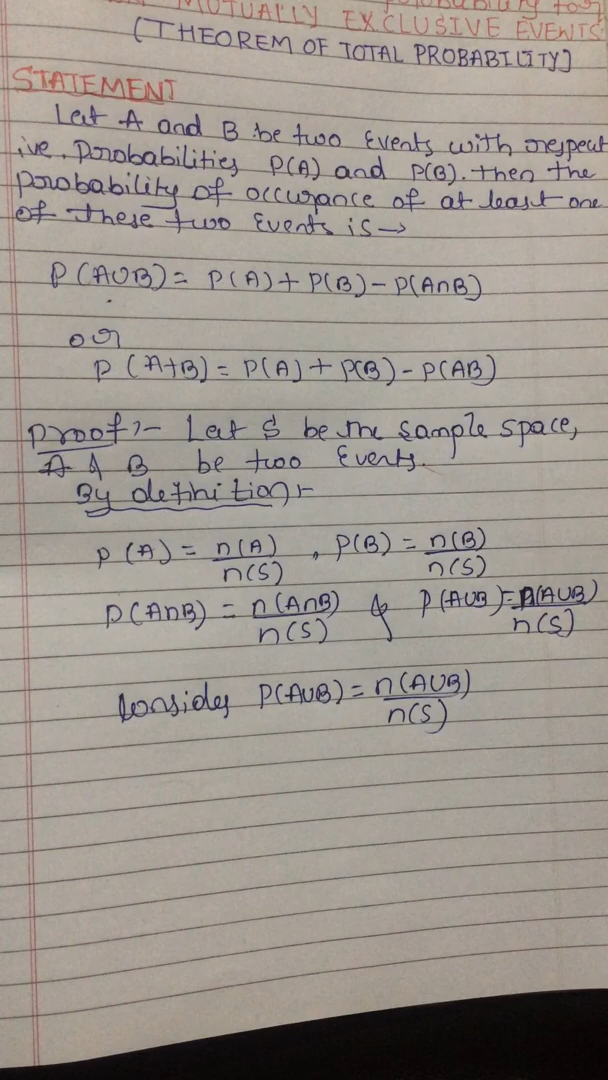 MUTUALLY EXCLUSIVE EVENTS
(THEOREM OF TOTAL PROBABILITY)
STATEMENT
Let A and B be two Events with respect
ive. Probabilities P(A) and P(B). then the
probability of occurance of at least one
of these two Events is →
P(A∪B) = P(A) + P(B) - P(A∩B)
or
P(A+B) = P(A) + P(B) - P(AB)
Proof :- Let S be the sample space,
A & B be two Events.
By definition :-
P(A) = n(A)/n(S) , P(B) = n(B)/n(S)
P(A∩B) = n(A∩B)/n(S) & P(A∪B) = n(A∪B)/n(S)
Consider P(A∪B) = n(A∪B)/n(S)